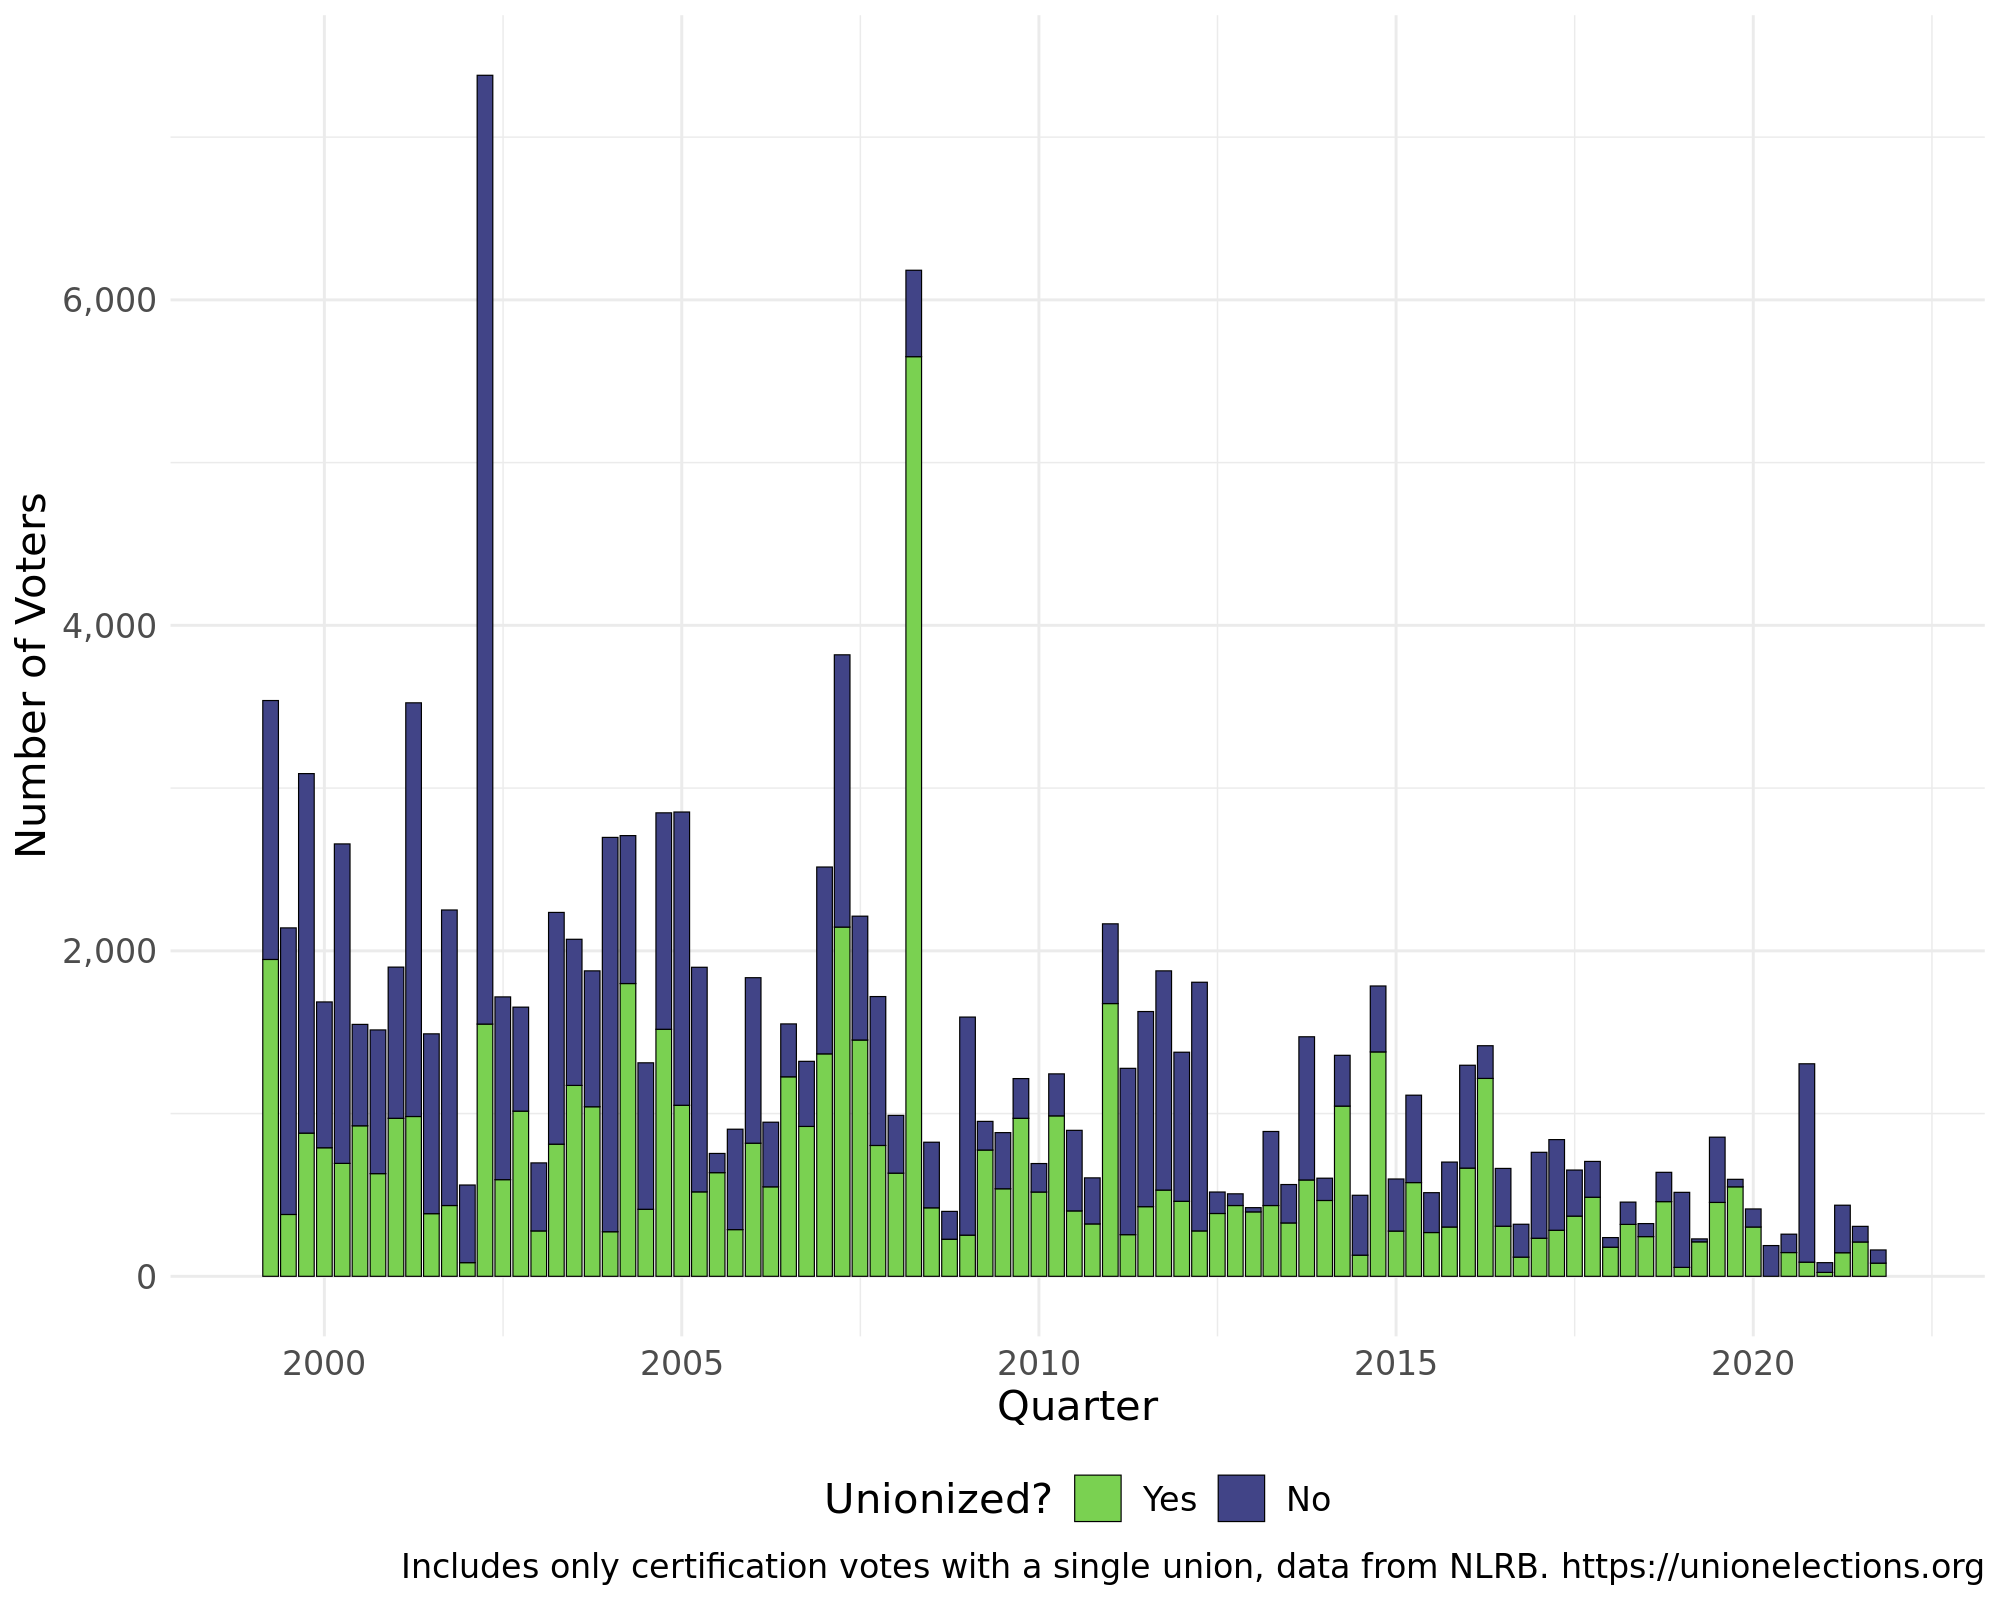 Number of Voters
6,000
4,000
2,000
0
2000 2005 2010 2015 2020
Quarter
Unionized? Yes No
Includes only certification votes with a single union, data from NLRB. https://unionelections.org